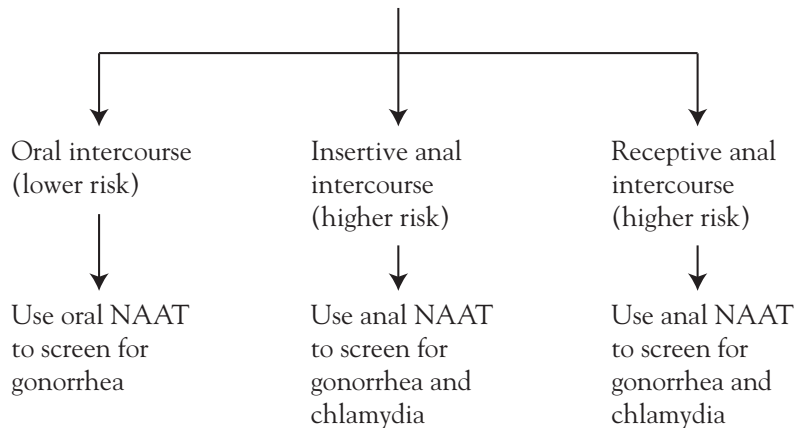 Oral intercourse
(lower risk)
Insertive anal
intercourse
(higher risk)
Receptive anal
intercourse
(higher risk)
Use oral NAAT
to screen for
gonorrhea
Use anal NAAT
to screen for
gonorrhea and
chlamydia
Use anal NAAT
to screen for
gonorrhea and
chlamydia